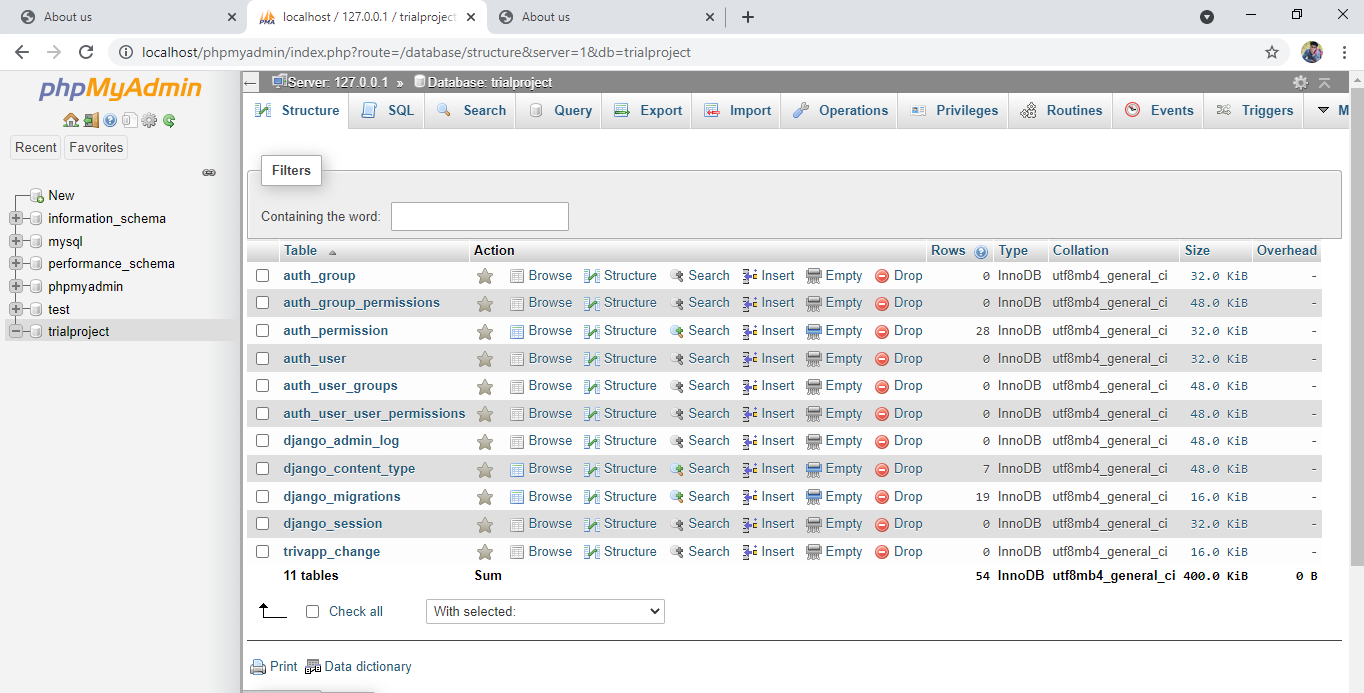 About us
localhost / 127.0.0.1 / trialproject
About us
localhost/phpmyadmin/index.php?route=/database/structure&server=1&db=trialproject
phpMyAdmin
Recent Favorites
New
information_schema
mysql
performance_schema
phpmyadmin
test
trialproject
Server: 127.0.0.1 » Database: trialproject
Structure SQL Search Query Export Import Operations Privileges Routines Events Triggers M
Filters
Containing the word:
Table Action Rows Type Collation Size Overhead
auth_group Browse Structure Search Insert Empty Drop 0 InnoDB utf8mb4_general_ci 32.0 KiB -
auth_group_permissions Browse Structure Search Insert Empty Drop 0 InnoDB utf8mb4_general_ci 48.0 KiB -
auth_permission Browse Structure Search Insert Empty Drop 28 InnoDB utf8mb4_general_ci 32.0 KiB -
auth_user Browse Structure Search Insert Empty Drop 0 InnoDB utf8mb4_general_ci 32.0 KiB -
auth_user_groups Browse Structure Search Insert Empty Drop 0 InnoDB utf8mb4_general_ci 48.0 KiB -
auth_user_user_permissions Browse Structure Search Insert Empty Drop 0 InnoDB utf8mb4_general_ci 48.0 KiB -
django_admin_log Browse Structure Search Insert Empty Drop 0 InnoDB utf8mb4_general_ci 48.0 KiB -
django_content_type Browse Structure Search Insert Empty Drop 7 InnoDB utf8mb4_general_ci 48.0 KiB -
django_migrations Browse Structure Search Insert Empty Drop 19 InnoDB utf8mb4_general_ci 16.0 KiB -
django_session Browse Structure Search Insert Empty Drop 0 InnoDB utf8mb4_general_ci 32.0 KiB -
trivapp_change Browse Structure Search Insert Empty Drop 0 InnoDB utf8mb4_general_ci 16.0 KiB -
11 tables Sum 54 InnoDB utf8mb4_general_ci 400.0 KiB 0 B
Check all With selected:
Print Data dictionary